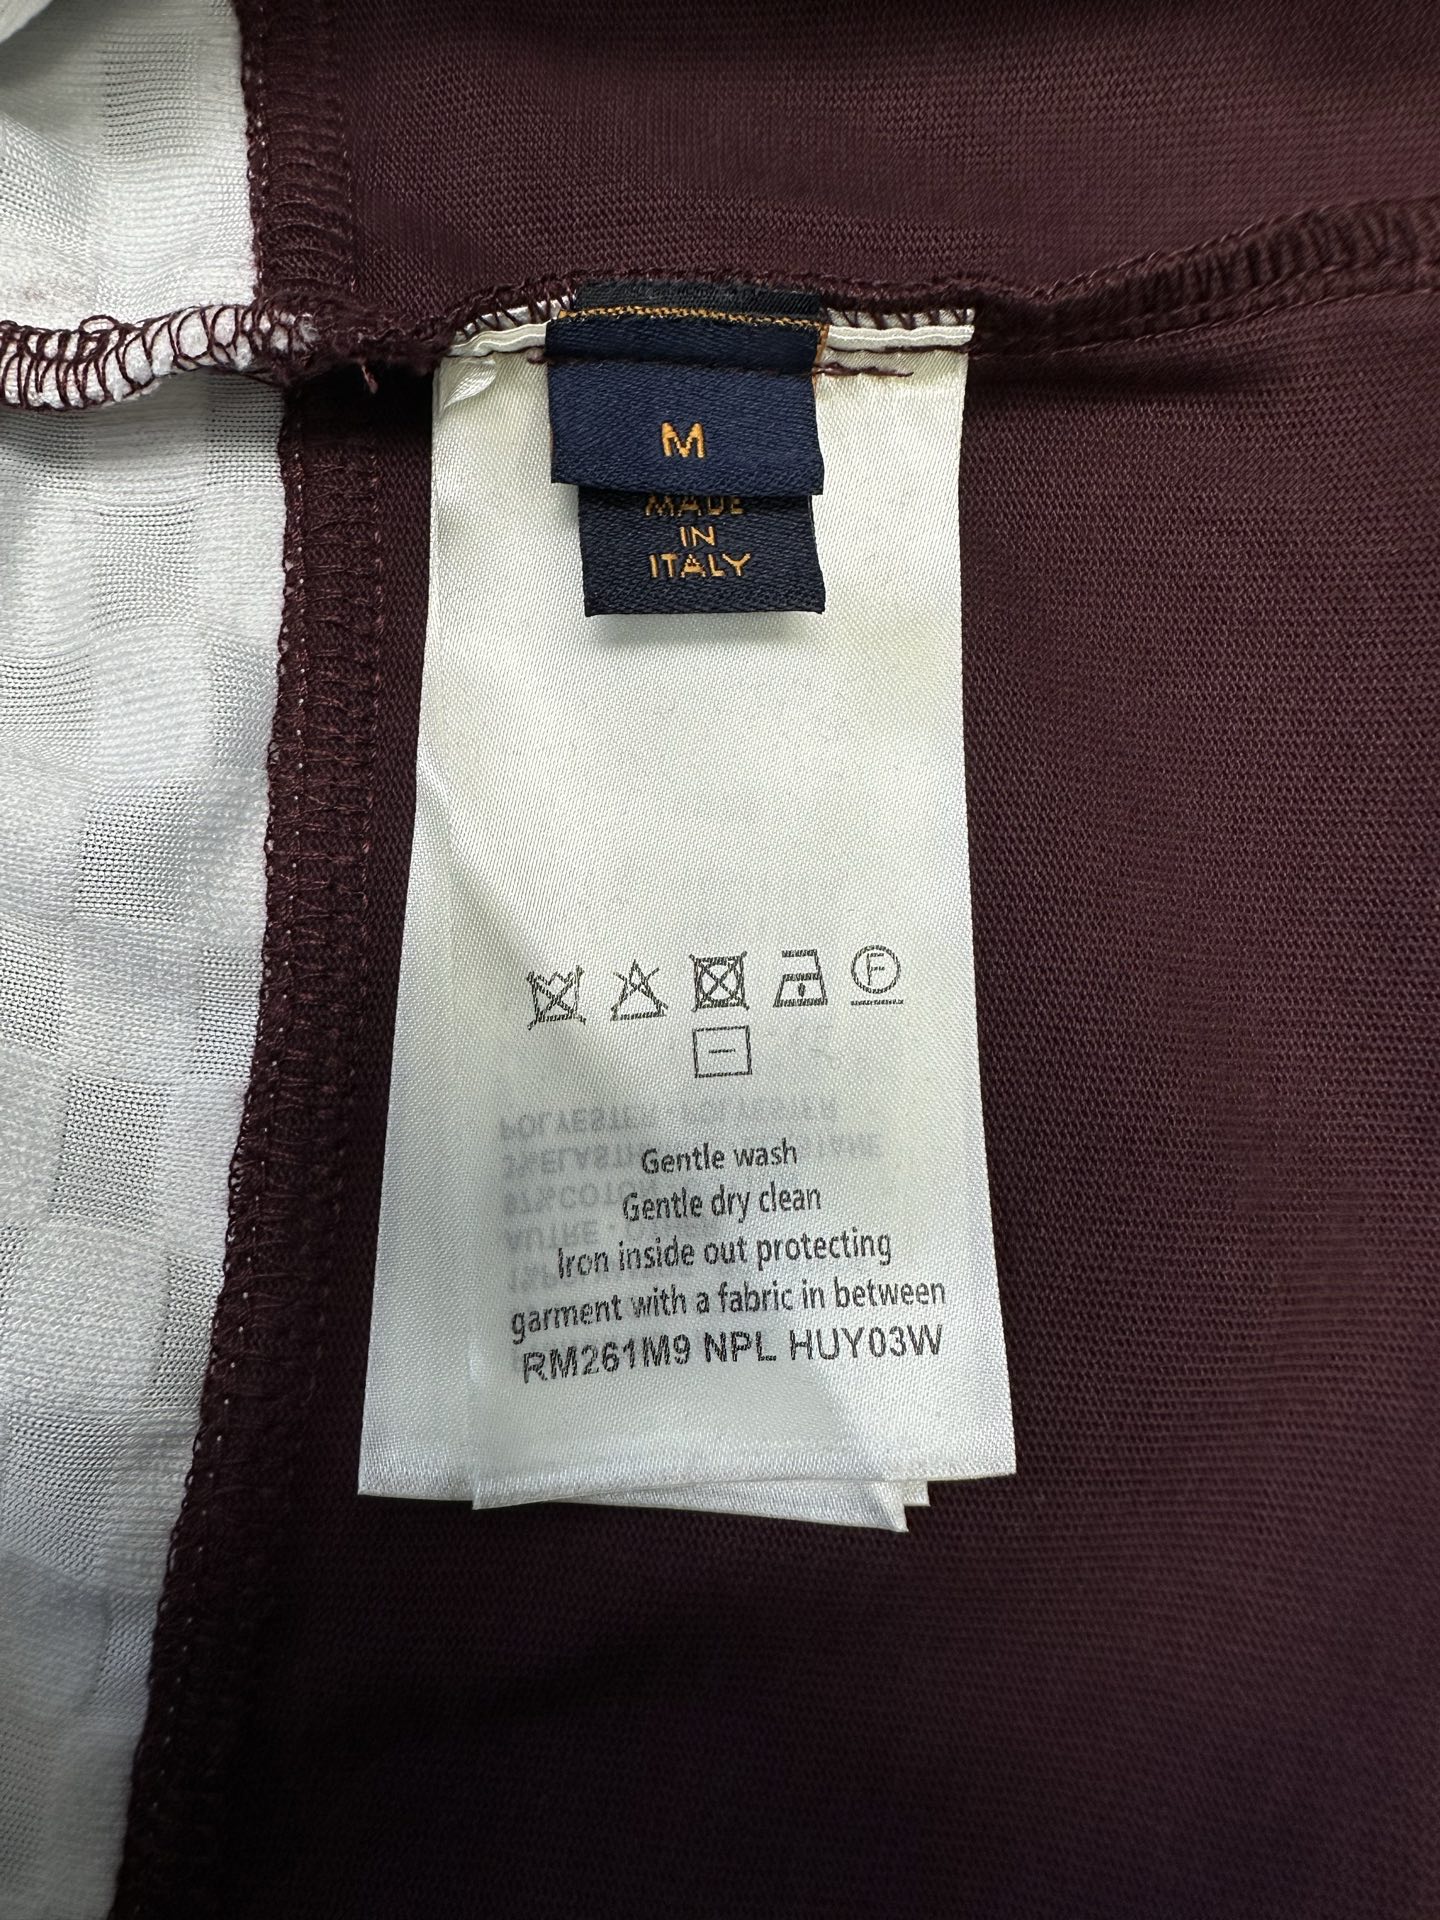 M
MADE
IN
ITALY
F
Gentle wash
Gentle dry clean
Iron inside out protecting
garment with a fabric in between
RM261M9 NPL HUY03W